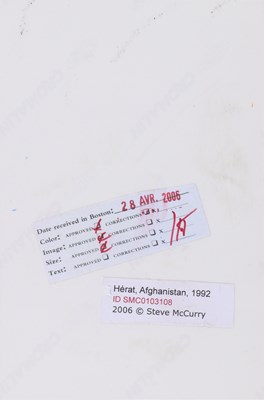 Date received in Boston: 28 AVR. 2006
Color: APPROVED ☐ CORRECTIONS ☐ X
Image: APPROVED ☐ CORRECTIONS ☐ X
Size: APPROVED ☐ CORRECTIONS ☐ X
Text: APPROVED ☐ CORRECTIONS ☐ X
Hérat, Afghanistan, 1992
ID SMC0103108
2006 © Steve McCurry